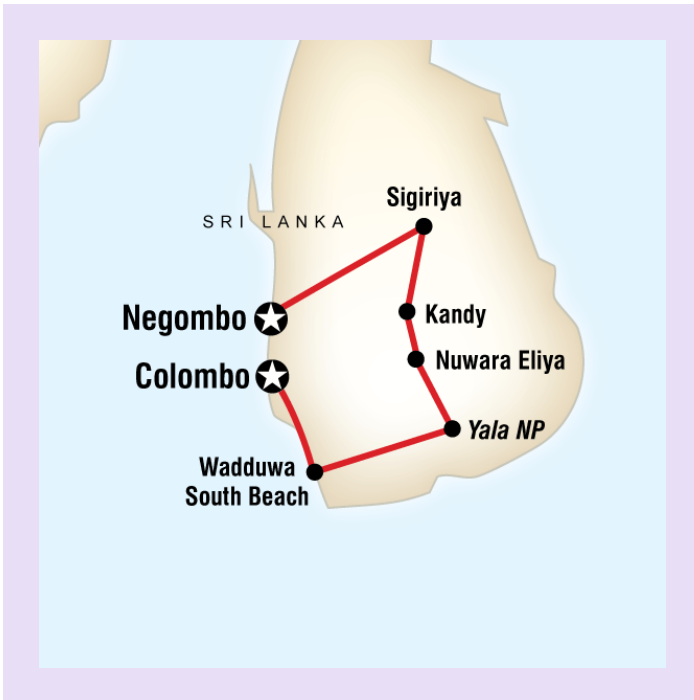 Sigiriya
SRI LANKA
Negombo
Kandy
Nuwara Eliya
Colombo
Yala NP
Wadduwa
South Beach